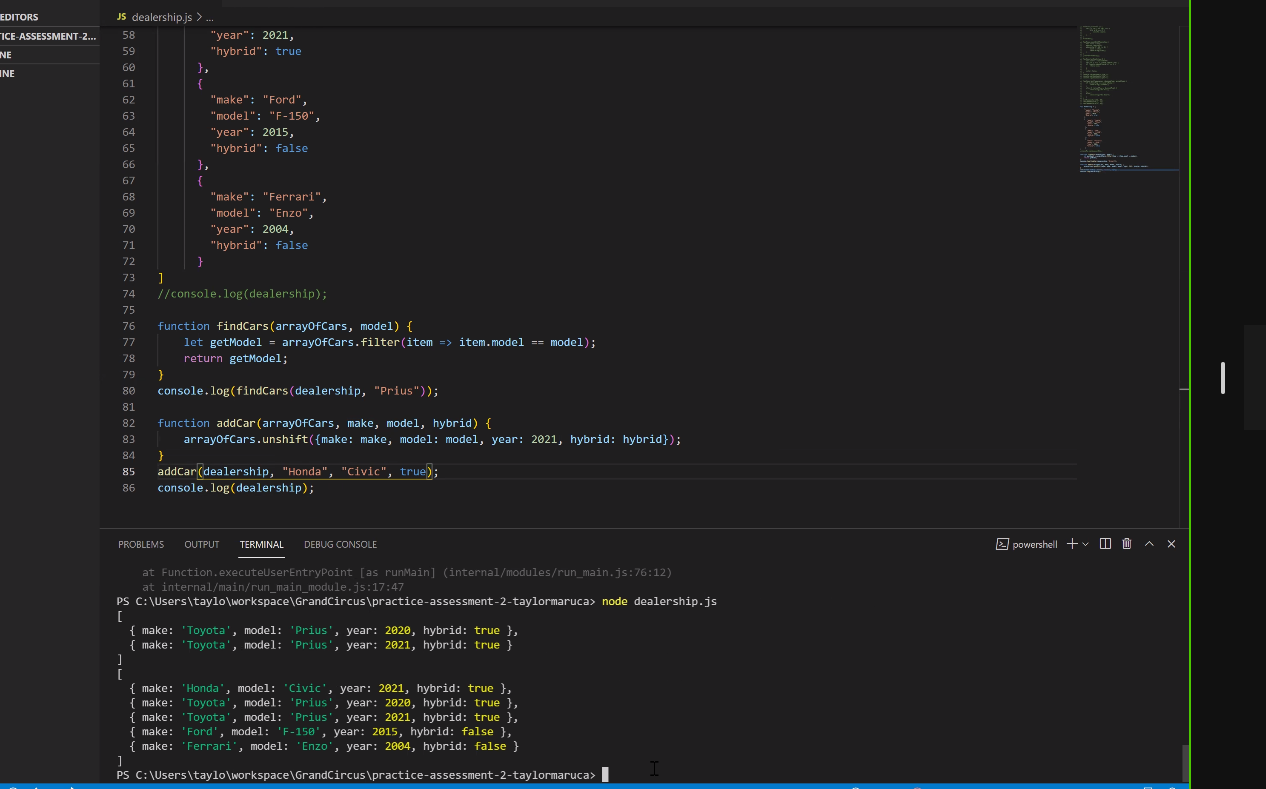 EDITORS
TICE-ASSESSMENT-2...
NE
INE
JS dealership.js > ...
58 "year": 2021,
59 "hybrid": true
60 },
61 {
62 "make": "Ford",
63 "model": "F-150",
64 "year": 2015,
65 "hybrid": false
66 },
67 {
68 "make": "Ferrari",
69 "model": "Enzo",
70 "year": 2004,
71 "hybrid": false
72 }
73 ]
74 //console.log(dealership);
75
76 function findCars(arrayOfCars, model) {
77 let getModel = arrayOfCars.filter(item => item.model == model);
78 return getModel;
79 }
80 console.log(findCars(dealership, "Prius"));
81
82 function addCar(arrayOfCars, make, model, hybrid) {
83 arrayOfCars.unshift({make: make, model: model, year: 2021, hybrid: hybrid});
84 }
85 addCar(dealership, "Honda", "Civic", true);
86 console.log(dealership);
PROBLEMS OUTPUT TERMINAL DEBUG CONSOLE powershell
at Function.executeUserEntryPoint [as runMain] (internal/modules/run_main.js:76:12)
at internal/main/run_main_module.js:17:47
PS C:\Users\taylo\workspace\GrandCircus\practice-assessment-2-taylormaruca> node dealership.js
[
{ make: 'Toyota', model: 'Prius', year: 2020, hybrid: true },
{ make: 'Toyota', model: 'Prius', year: 2021, hybrid: true }
]
[
{ make: 'Honda', model: 'Civic', year: 2021, hybrid: true },
{ make: 'Toyota', model: 'Prius', year: 2020, hybrid: true },
{ make: 'Toyota', model: 'Prius', year: 2021, hybrid: true },
{ make: 'Ford', model: 'F-150', year: 2015, hybrid: false },
{ make: 'Ferrari', model: 'Enzo', year: 2004, hybrid: false }
]
PS C:\Users\taylo\workspace\GrandCircus\practice-assessment-2-taylormaruca>